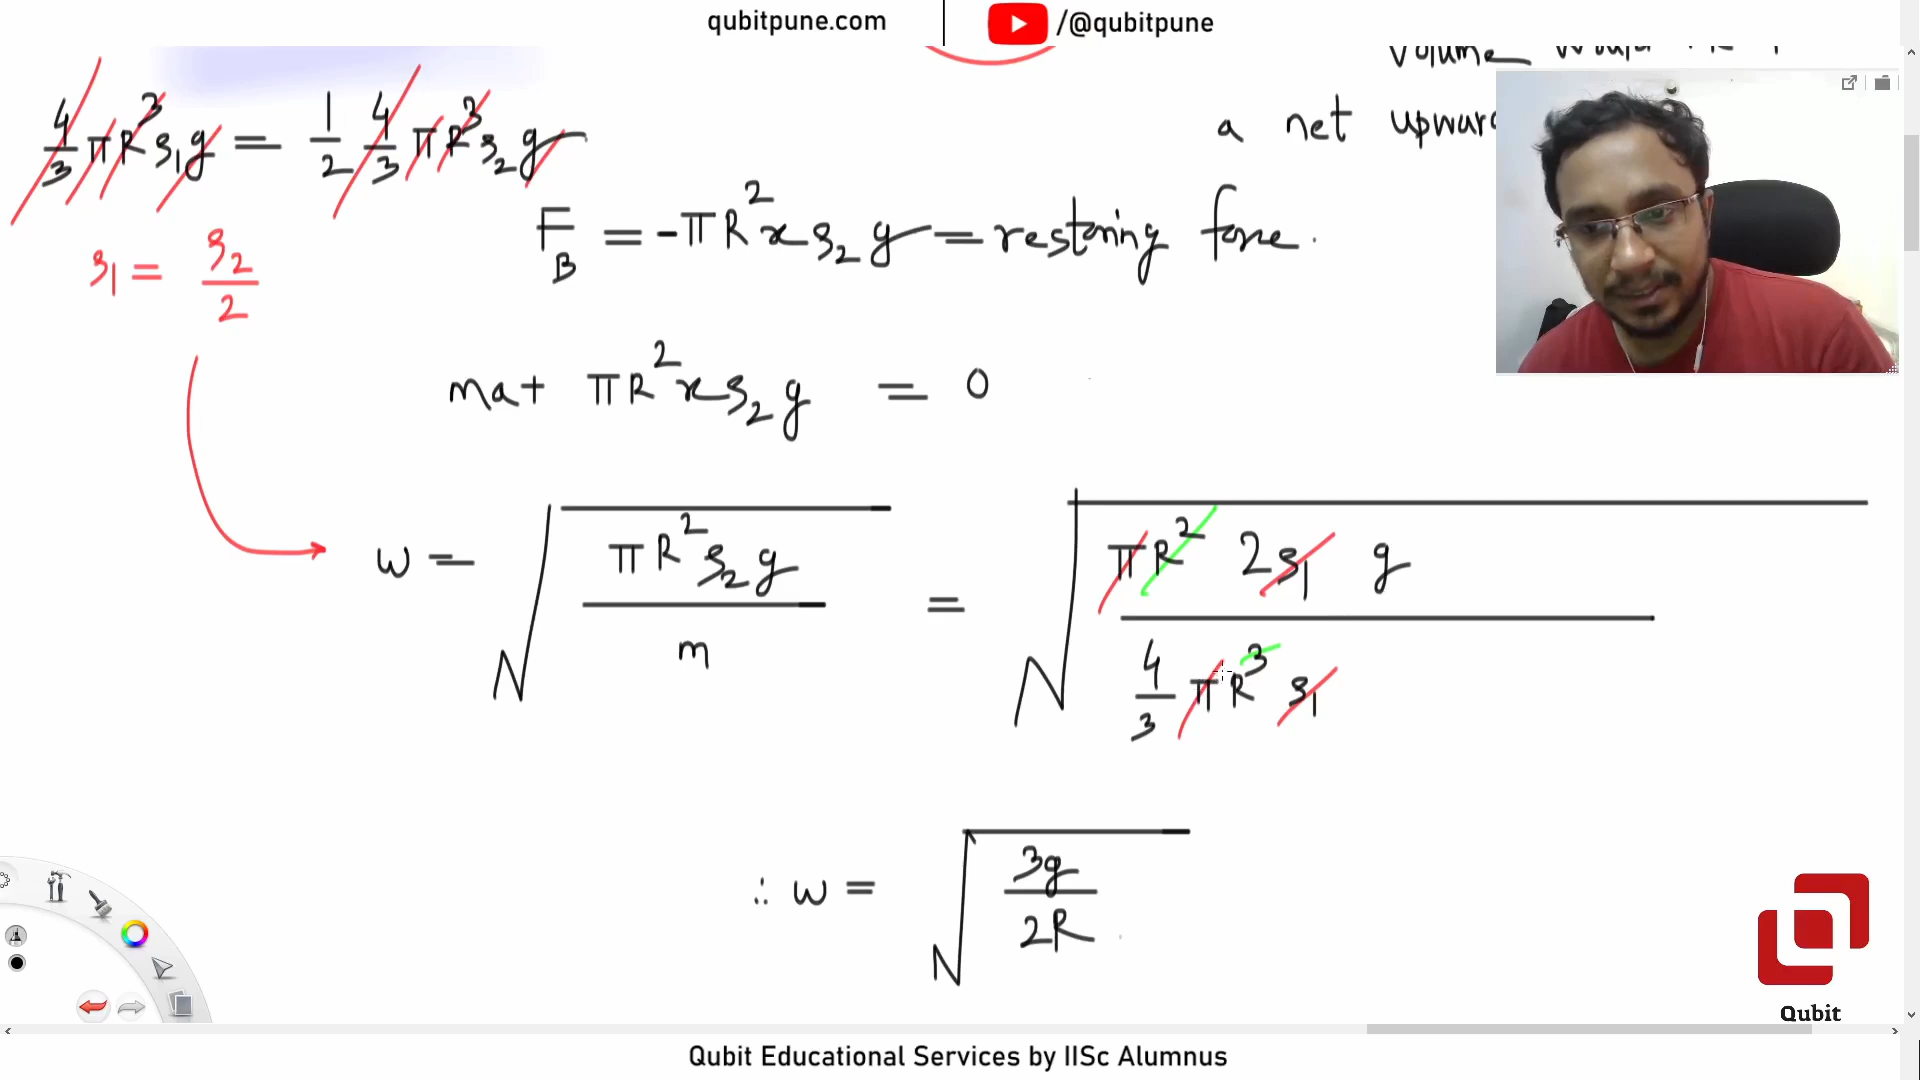 qubitpune.com | /@qubitpune
a net
4/3 πR³ρ₁g = 1/2 4/3 πR³ρ₂g
ρ₁ = ρ₂/2
F_B = -πR²xρ₂g = restoring force.
ma + πR²xρ₂g = 0
ω = √(πR²ρ₂g / m) = √(πR² 2ρ₁ g / 4/3 πR³ρ₁)
∴ ω = √(3g / 2R)
Qubit
Qubit Educational Services by IISc Alumnus